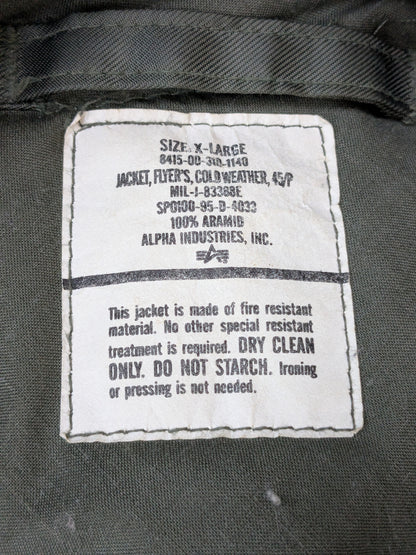 SIZE: X-LARGE
8415-00-310-1140
JACKET, FLYER'S, COLD WEATHER, 45/P
MIL-J-83388E
SPO100-95-D-4033
100% ARAMID
ALPHA INDUSTRIES, INC.
This jacket is made of fire resistant
material. No other special resistant
treatment is required. DRY CLEAN
ONLY. DO NOT STARCH. Ironing
or pressing is not needed.